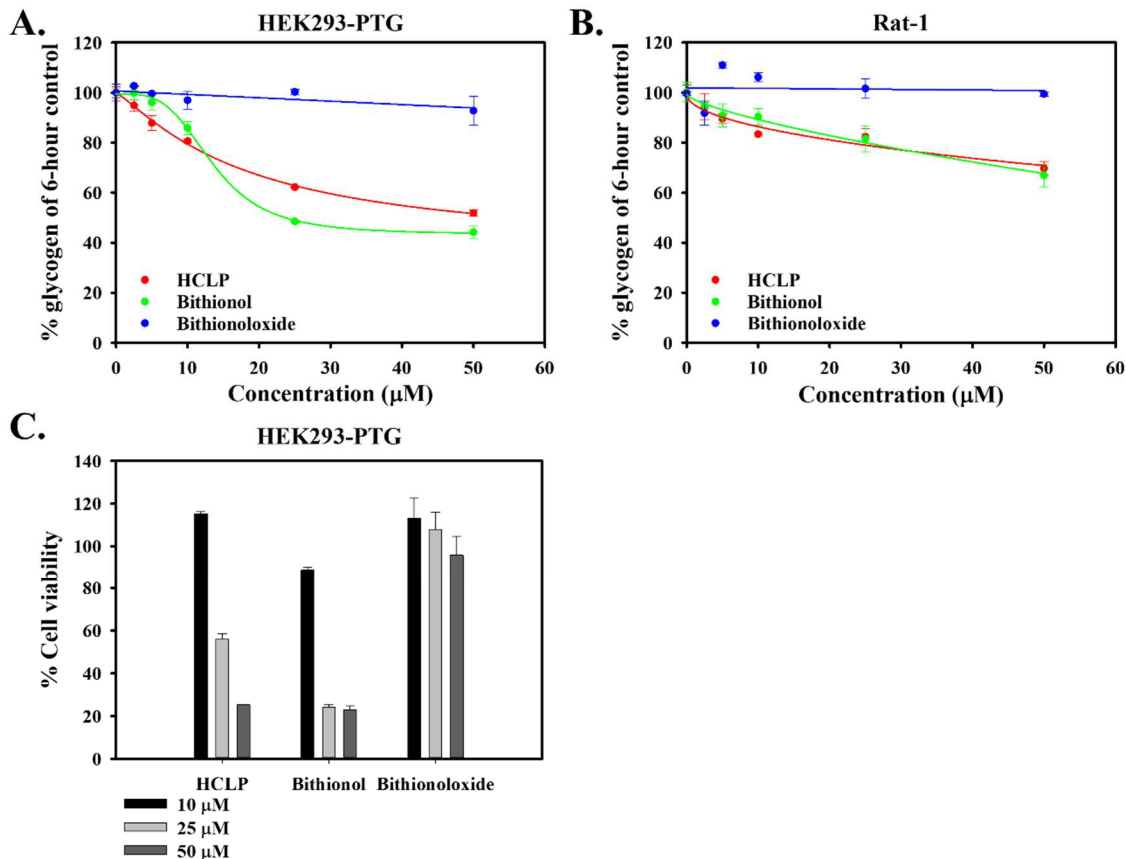 A.
HEK293-PTG
% glycogen of 6-hour control
120
100
80
60
40
20
0
HCLP
Bithionol
Bithionoloxide
0 10 20 30 40 50 60
Concentration (µM)
B.
Rat-1
% glycogen of 6-hour control
120
100
80
60
40
20
0
HCLP
Bithionol
Bithionoloxide
0 10 20 30 40 50 60
Concentration (µM)
C.
HEK293-PTG
% Cell viability
140
120
100
80
60
40
20
0
HCLP Bithionol Bithionoloxide
10 µM
25 µM
50 µM